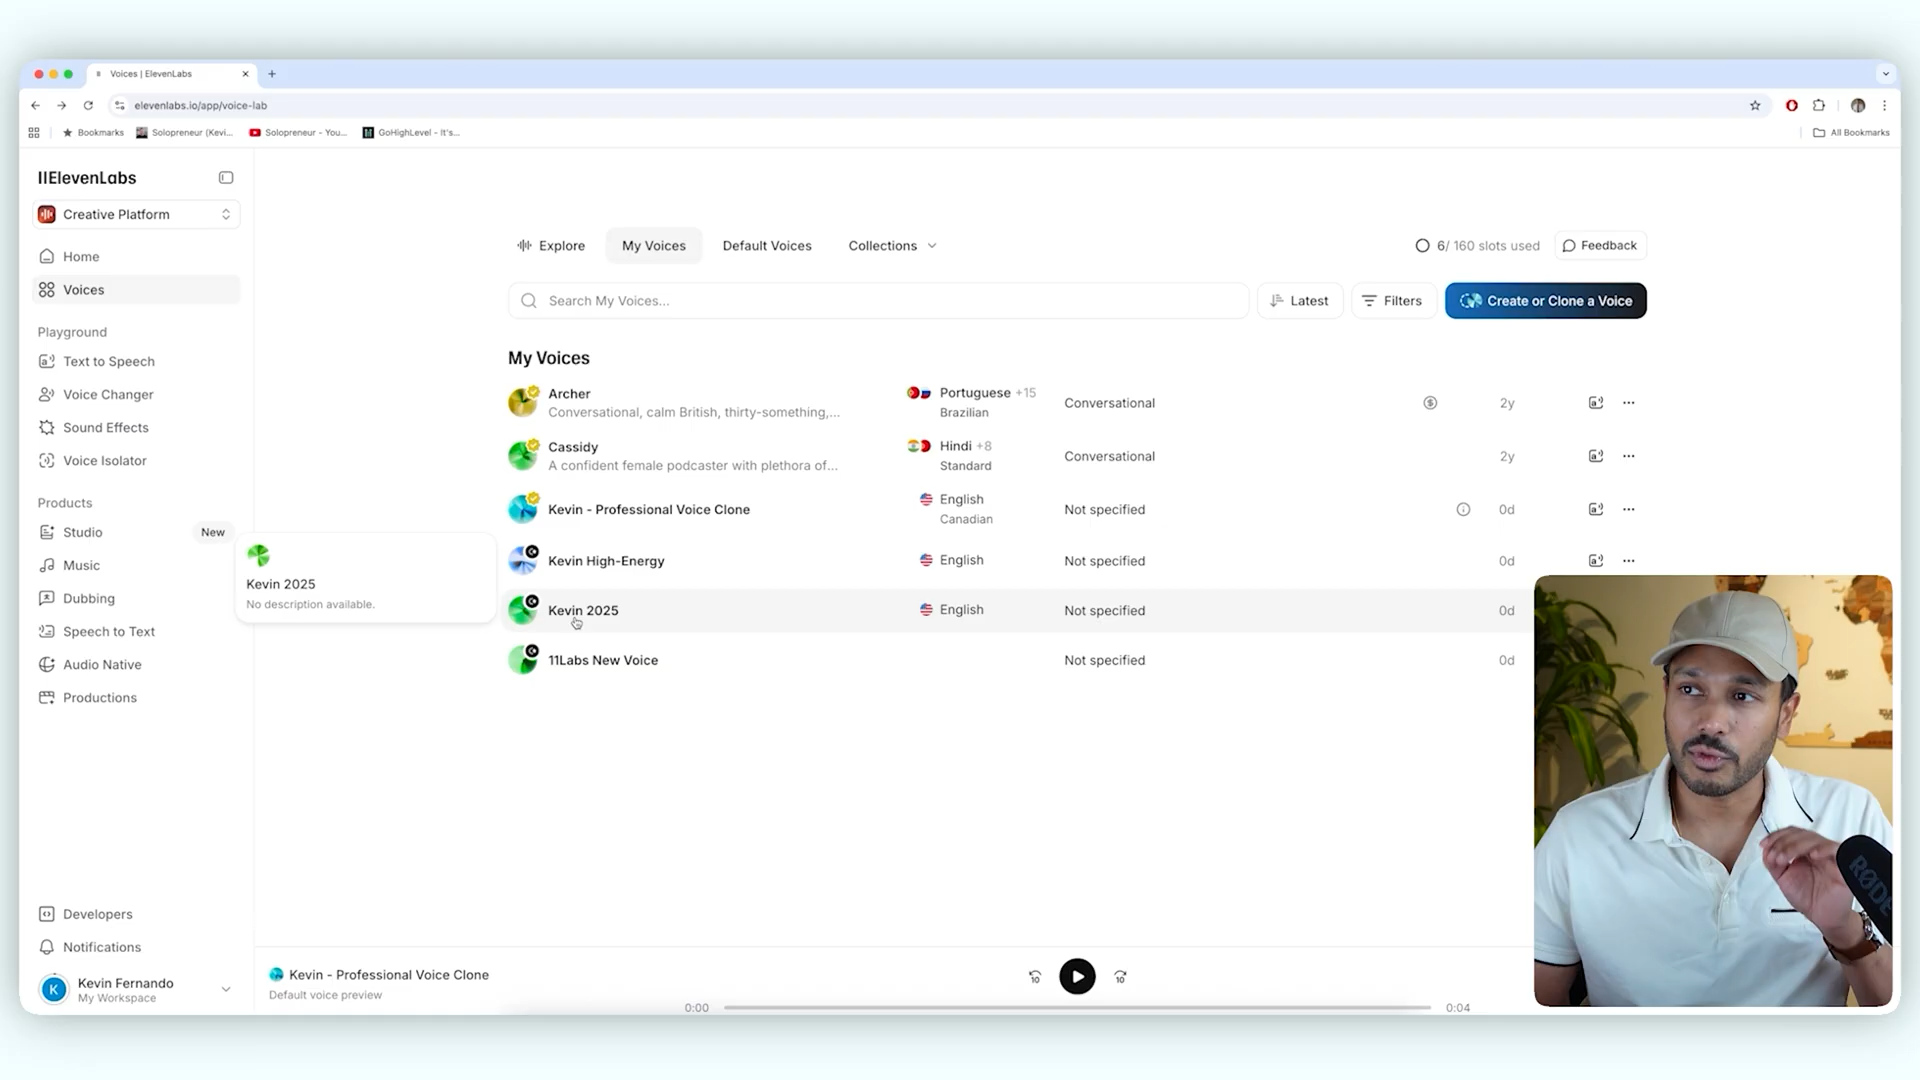 Voices | ElevenLabs
elevenlabs.io/app/voice-lab
Bookmarks
Solopreneur (Kevi...
Solopreneur - You...
GoHighLevel - It's...
All Bookmarks
IIElevenLabs
Creative Platform
Home
Voices
Playground
Text to Speech
Voice Changer
Sound Effects
Voice Isolator
Products
Studio
New
Music
Dubbing
Speech to Text
Audio Native
Productions
Developers
Notifications
K
Kevin Fernando
My Workspace
Kevin 2025
No description available.
Explore
My Voices
Default Voices
Collections
6/ 160 slots used
Feedback
Search My Voices...
Latest
Filters
Create or Clone a Voice
My Voices
Archer
Conversational, calm British, thirty-something,...
Portuguese +15
Brazilian
Conversational
2y
Cassidy
A confident female podcaster with plethora of...
Hindi +8
Standard
Conversational
2y
Kevin - Professional Voice Clone
English
Canadian
Not specified
0d
Kevin High-Energy
English
Not specified
0d
Kevin 2025
English
Not specified
0d
11Labs New Voice
Not specified
0d
Kevin - Professional Voice Clone
Default voice preview
10
10
0:00
0:04
RØDE